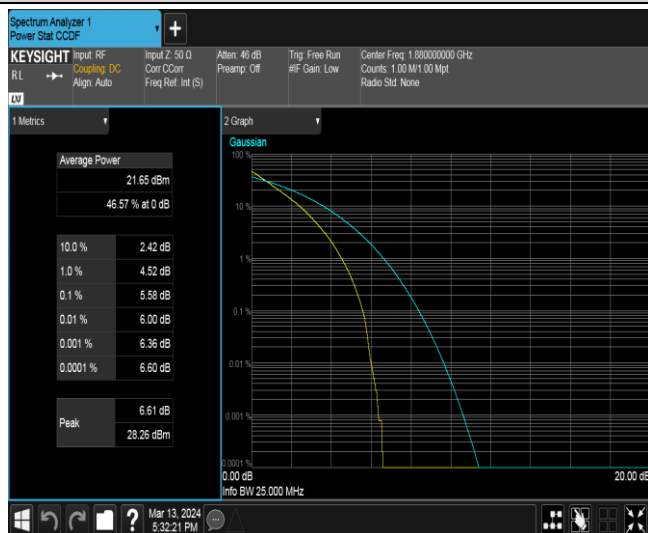 Spectrum Analyzer 1
Power Stat CCDF
KEYSIGHT
RL
LXI
Input: RF
Coupling: DC
Align: Auto
Input Z: 50 Ω
Corr CCorr
Freq Ref: Int (S)
Atten: 46 dB
Preamp: Off
Trig: Free Run
#IF Gain: Low
Center Freq: 1.880000000 GHz
Counts: 1.00 M/1.00 Mpt
Radio Std: None
1 Metrics
Average Power
21.65 dBm
46.57 % at 0 dB
10.0 % 2.42 dB
1.0 % 4.52 dB
0.1 % 5.58 dB
0.01 % 6.00 dB
0.001 % 6.36 dB
0.0001 % 6.60 dB
Peak
6.61 dB
28.26 dBm
2 Graph
Gaussian
100 %
10 %
1 %
0.1 %
0.01 %
0.001 %
0.0001 %
0.00 dB
20.00 dB
Info BW 25.000 MHz
?
Mar 13, 2024
5:32:21 PM